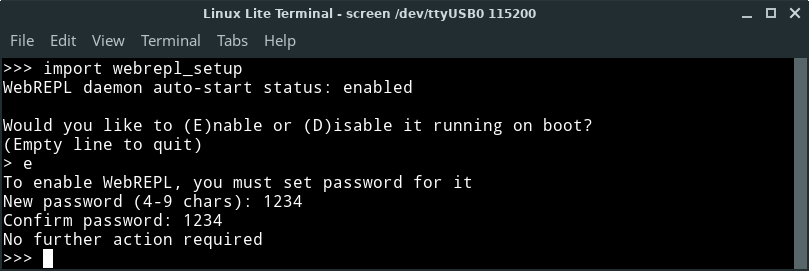 Linux Lite Terminal - screen /dev/ttyUSB0 115200
File Edit View Terminal Tabs Help
>>> import webrepl_setup
WebREPL daemon auto-start status: enabled
Would you like to (E)nable or (D)isable it running on boot?
(Empty line to quit)
> e
To enable WebREPL, you must set password for it
New password (4-9 chars): 1234
Confirm password: 1234
No further action required
>>>